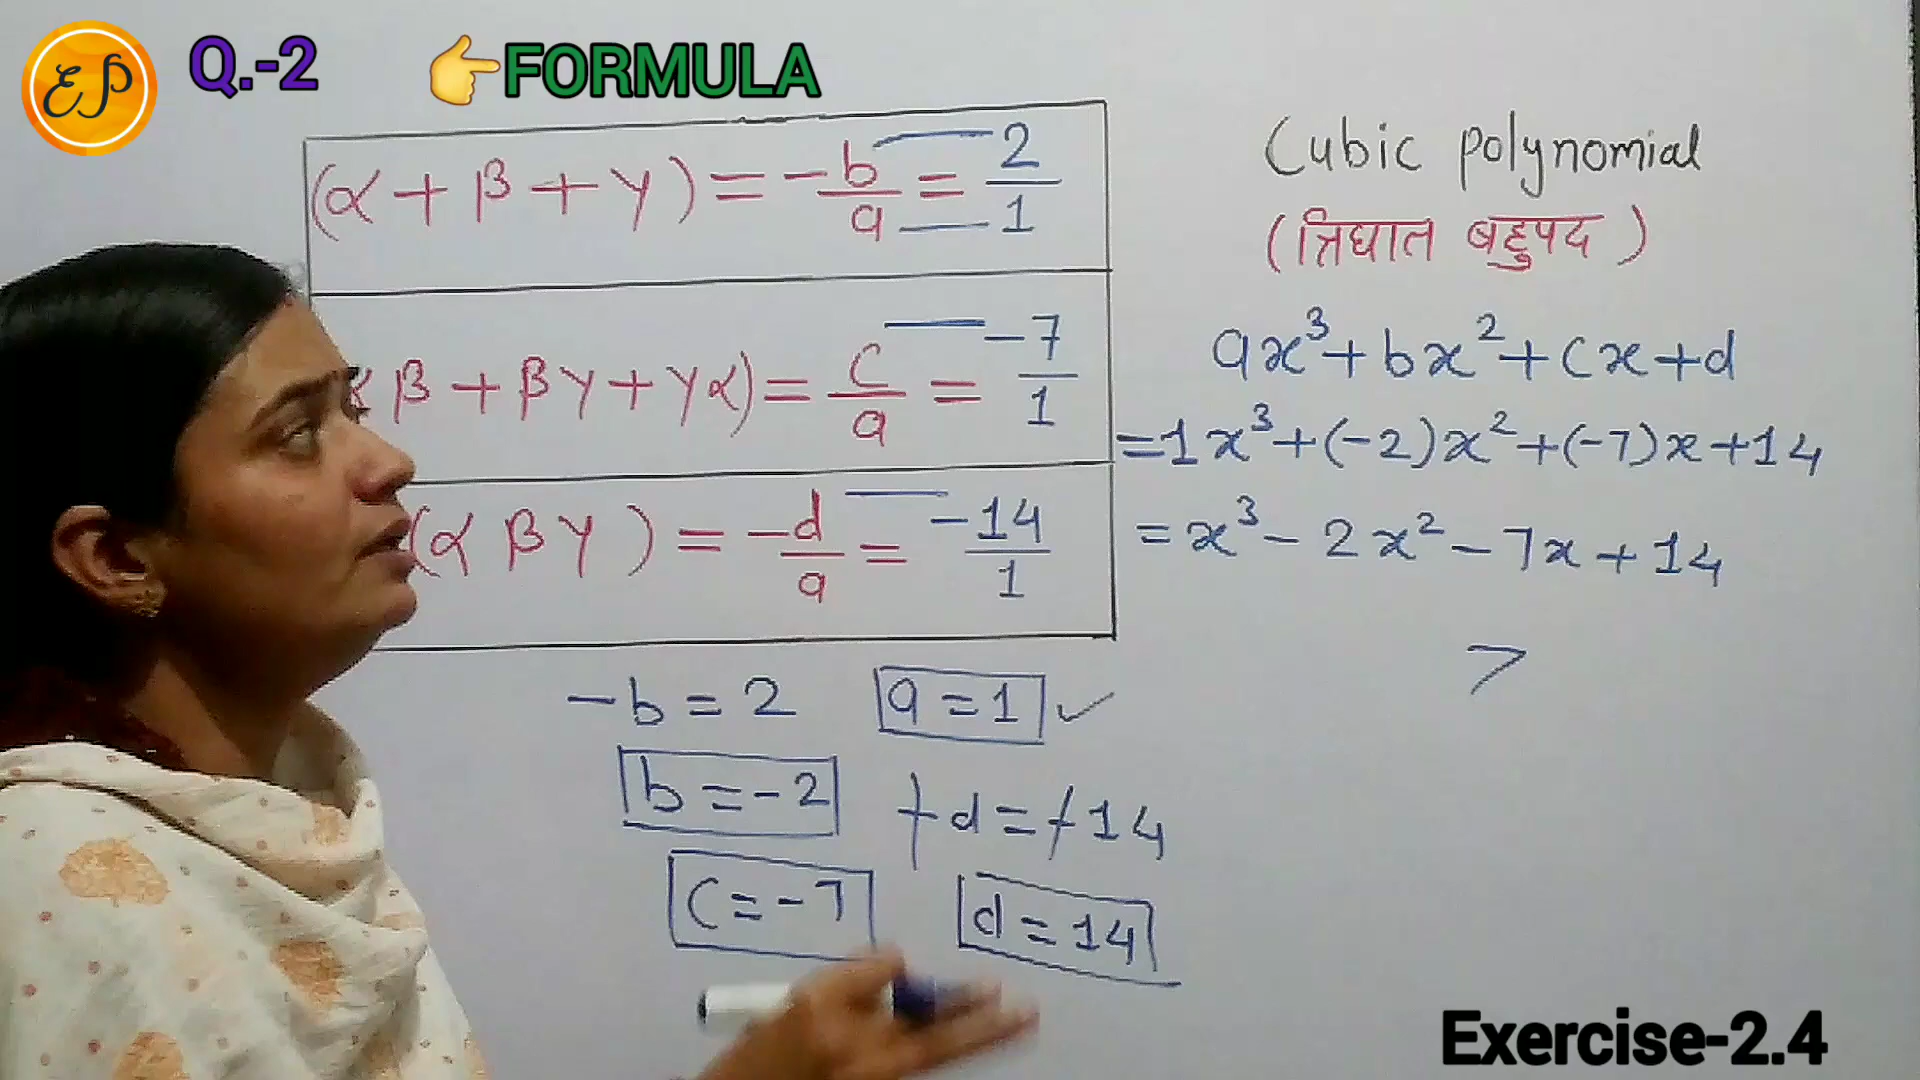 EP
Q.-2 👉FORMULA
(α + β + γ) = -b/a = 2/1
β + βγ + γα) = c/a = -7/1
(αβγ) = -d/a = -14/1
-b = 2
a = 1 ✓
b = -2
+d = +14
c = -7
d = 14
Cubic polynomial
(त्रिघात बहुपद)
ax³ + bx² + cx + d
= 1x³ + (-2)x² + (-7)x + 14
= x³ - 2x² - 7x + 14
>
Exercise-2.4